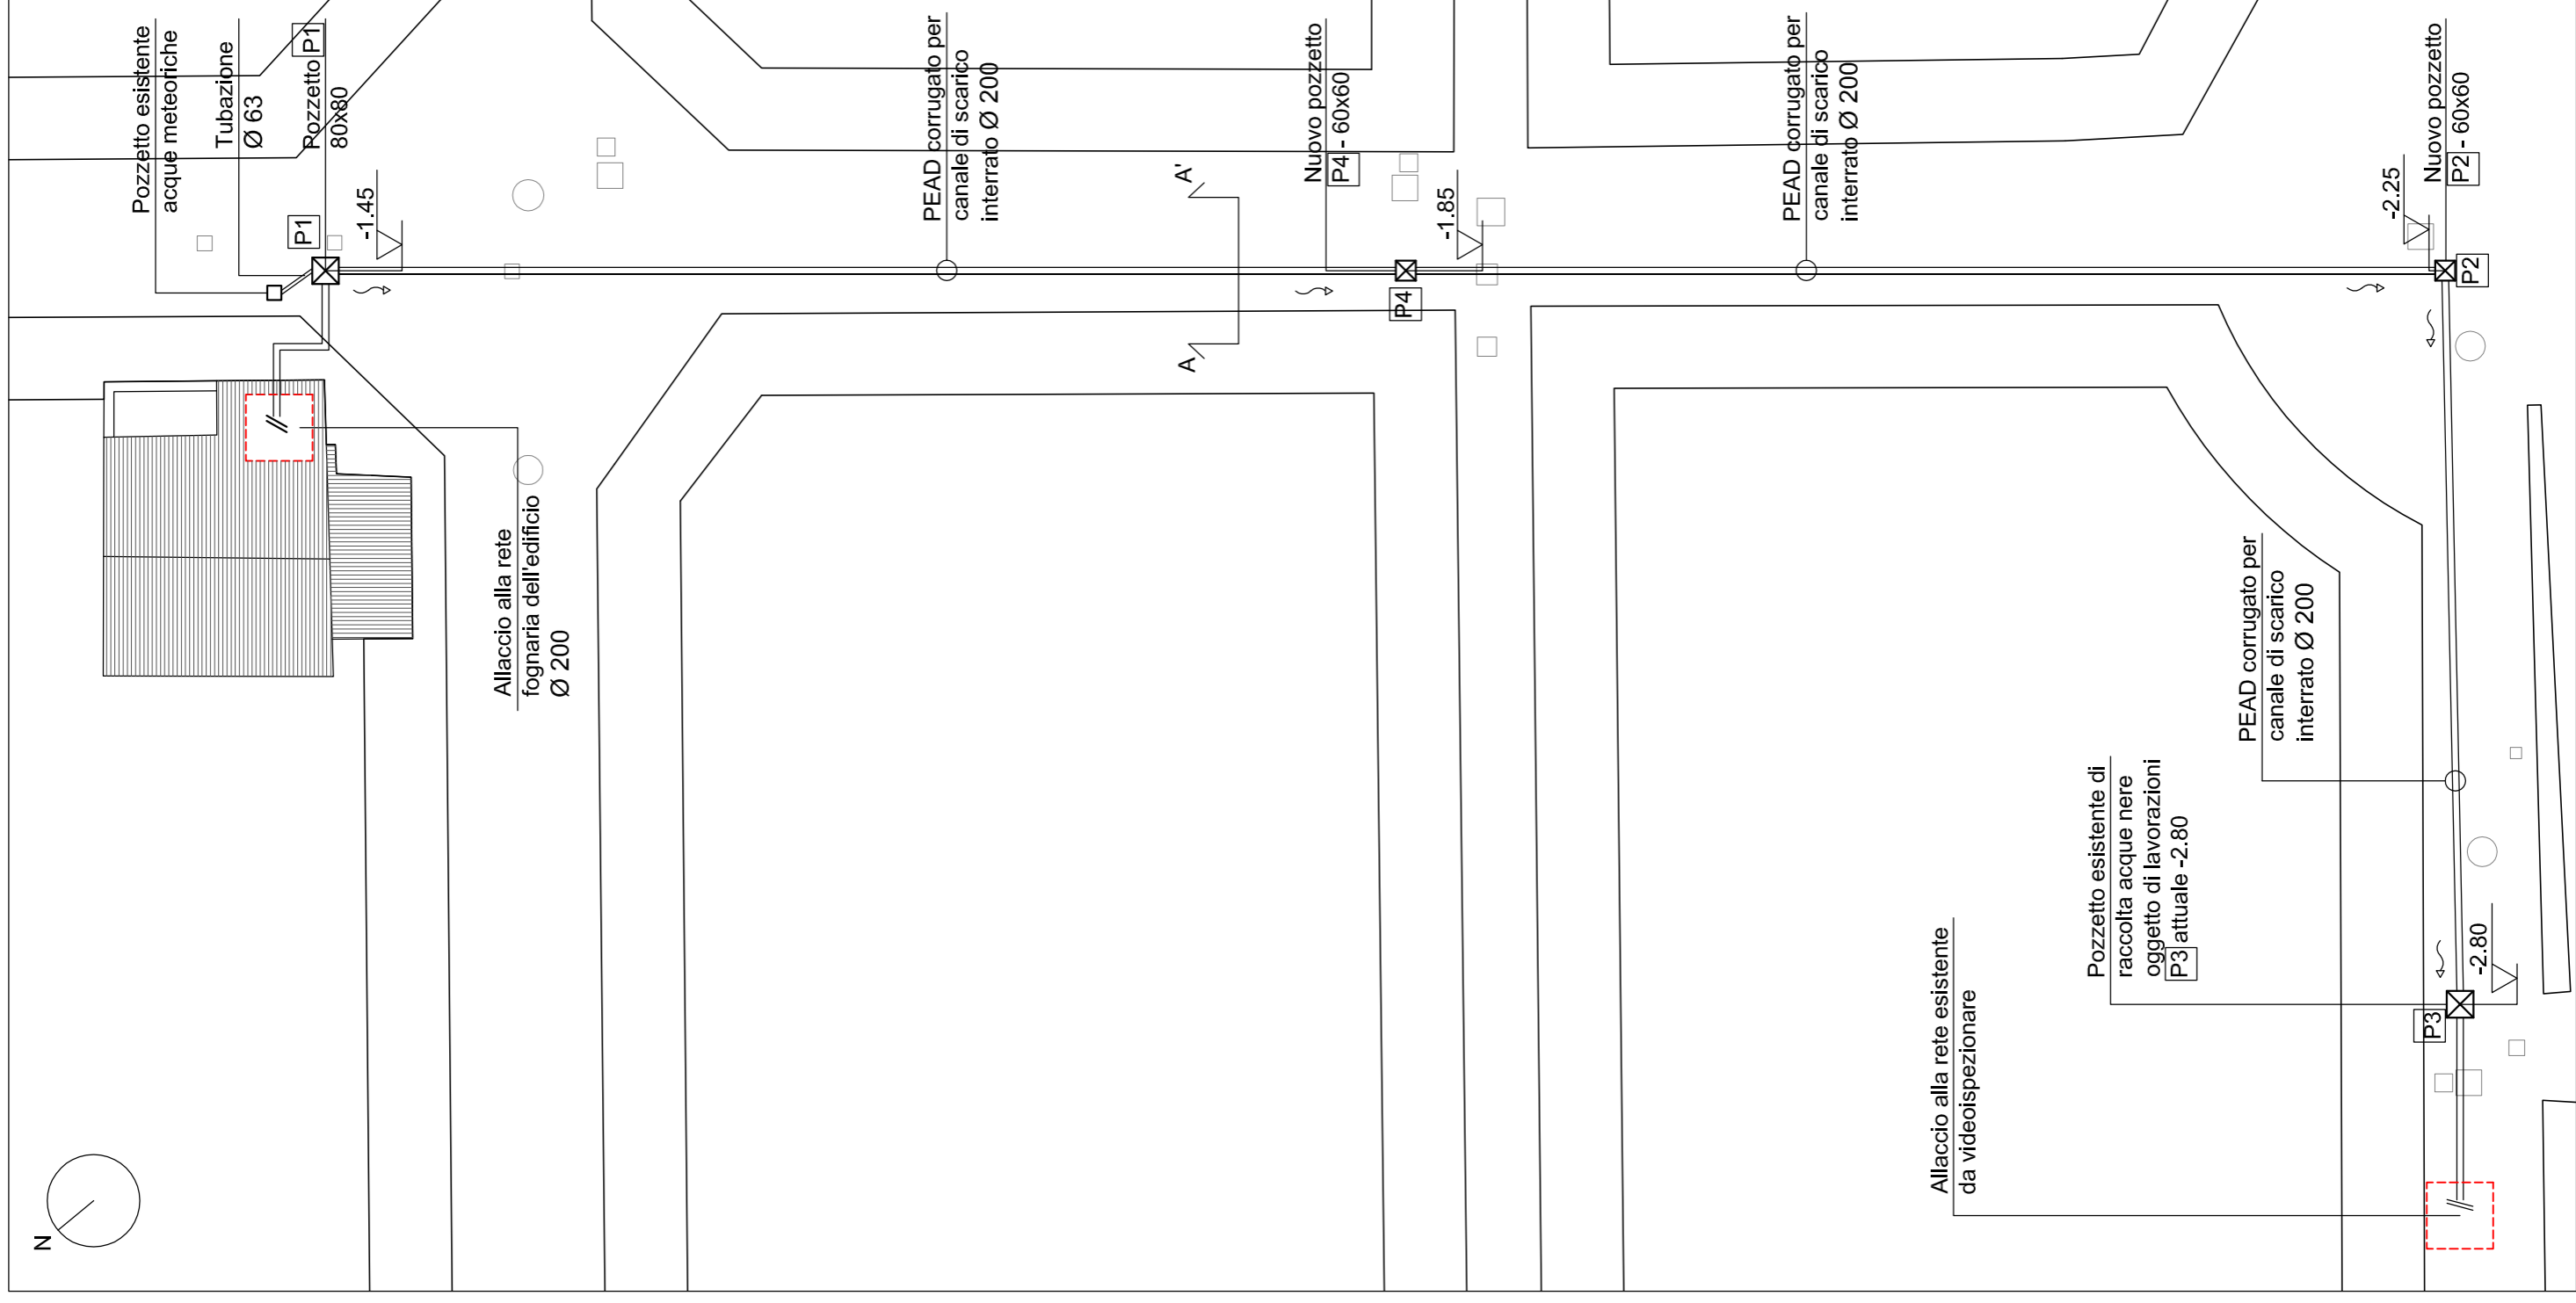 Pozzetto esistente
acque meteoriche
Tubazione
Ø 63
Pozzetto P1
80x80
P1
-1.45
PEAD corrugato per
canale di scarico
interrato Ø 200
A'
A
Nuovo pozzetto
P4 - 60x60
-1.85
P4
PEAD corrugato per
canale di scarico
interrato Ø 200
-2.25
Nuovo pozzetto
P2 - 60x60
P2
Allaccio alla rete
fognaria dell'edificio
Ø 200
PEAD corrugato per
canale di scarico
interrato Ø 200
Pozzetto esistente di
raccolta acque nere
oggetto di lavorazioni
P3 attuale -2.80
-2.80
P3
Allaccio alla rete esistente
da videoispezionare
N